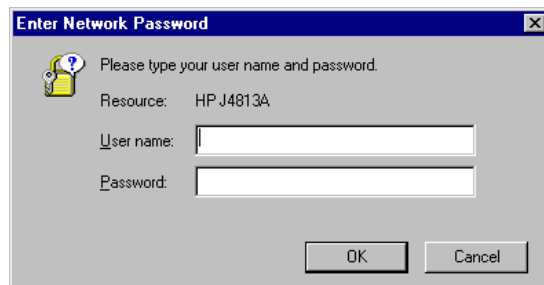 Enter Network Password
Please type your user name and password.
Resource: HP J4813A
User name:
Password:
OK Cancel